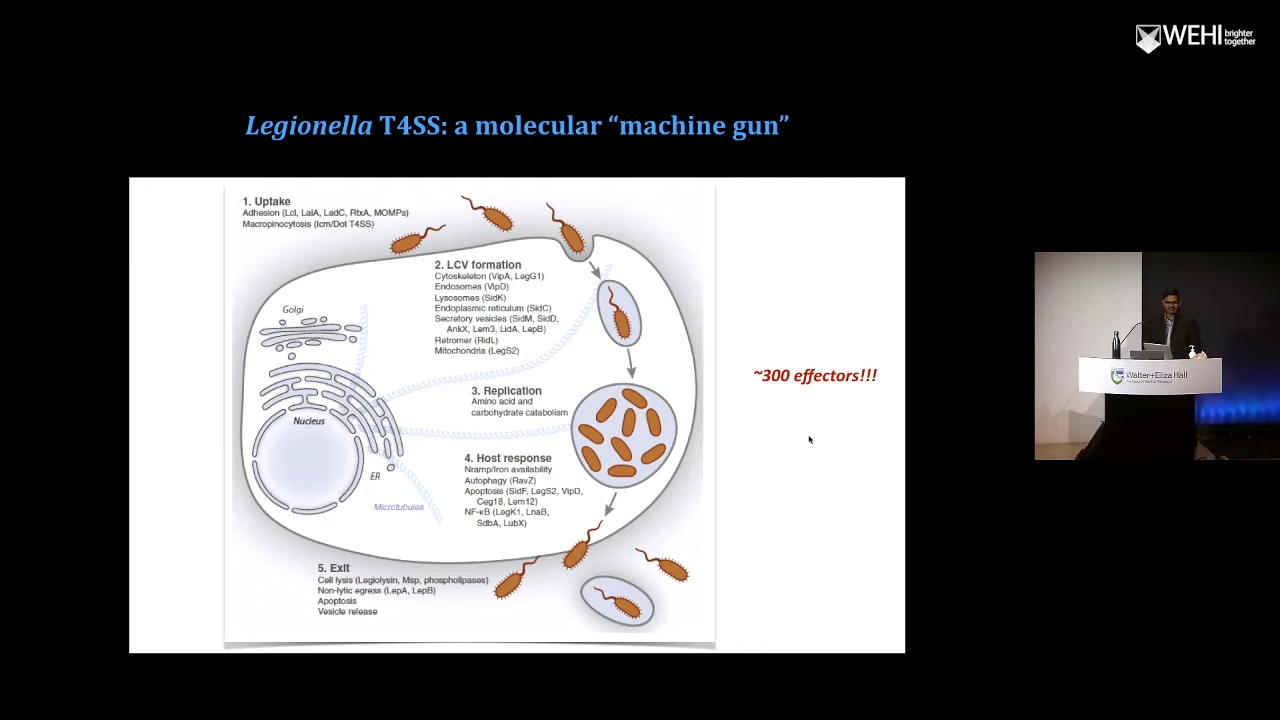 WEHI brighter together
Legionella T4SS: a molecular “machine gun”
1. Uptake
Adhesion (Lcl, LaiA, LadC, RtxA, MOMPs)
Macropinocytosis (Icm/Dot T4SS)
2. LCV formation
Cytoskeleton (VipA, LegG1)
Endosomes (VipD)
Lysosomes (SidK)
Endoplasmic reticulum (SidC)
Secretory vesicles (SidM, SidD,
AnkX, Lem3, LidA, LepB)
Retromer (RidL)
Mitochondria (LegS2)
Golgi
3. Replication
Amino acid and
carbohydrate catabolism
~300 effectors!!!
Walter+Eliza Hall
Nucleus
ER
4. Host response
Nramp/Iron availability
Autophagy (RavZ)
Apoptosis (SidF, LegS2, VipD,
Ceg18, Lem12)
NF-κB (LegK1, LnaB,
SdbA, LubX)
Microtubules
5. Exit
Cell lysis (Legiolysin, Msp, phospholipases)
Non-lytic egress (LepA, LepB)
Apoptosis
Vesicle release